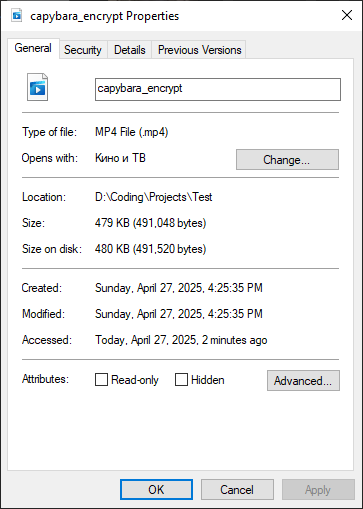 capybara_encrypt Properties
General Security Details Previous Versions
capybara_encrypt
Type of file: MP4 File (.mp4)
Opens with: Кино и ТВ Change...
Location: D:\Coding\Projects\Test
Size: 479 KB (491,048 bytes)
Size on disk: 480 KB (491,520 bytes)
Created: Sunday, April 27, 2025, 4:25:35 PM
Modified: Sunday, April 27, 2025, 4:25:35 PM
Accessed: Today, April 27, 2025, 2 minutes ago
Attributes: Read-only Hidden Advanced...
OK Cancel Apply